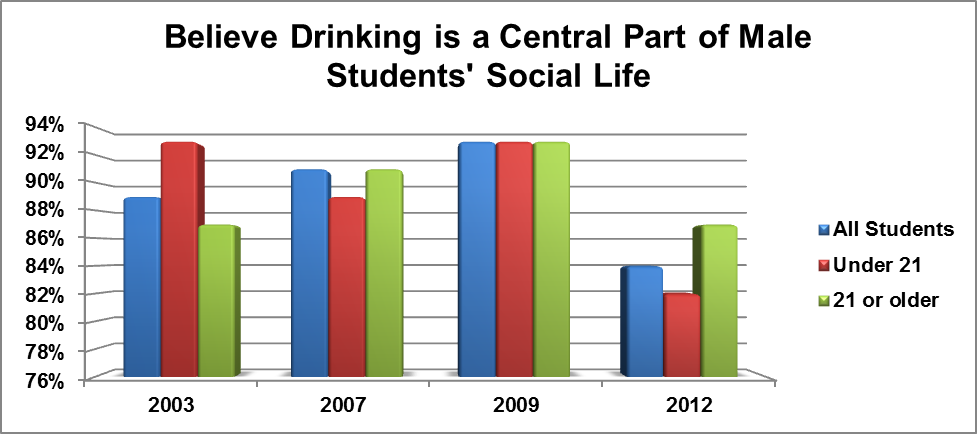 Believe Drinking is a Central Part of Male
Students' Social Life
94%
92%
90%
88%
86%
84%
82%
80%
78%
76%
2003 2007 2009 2012
All Students
Under 21
21 or older